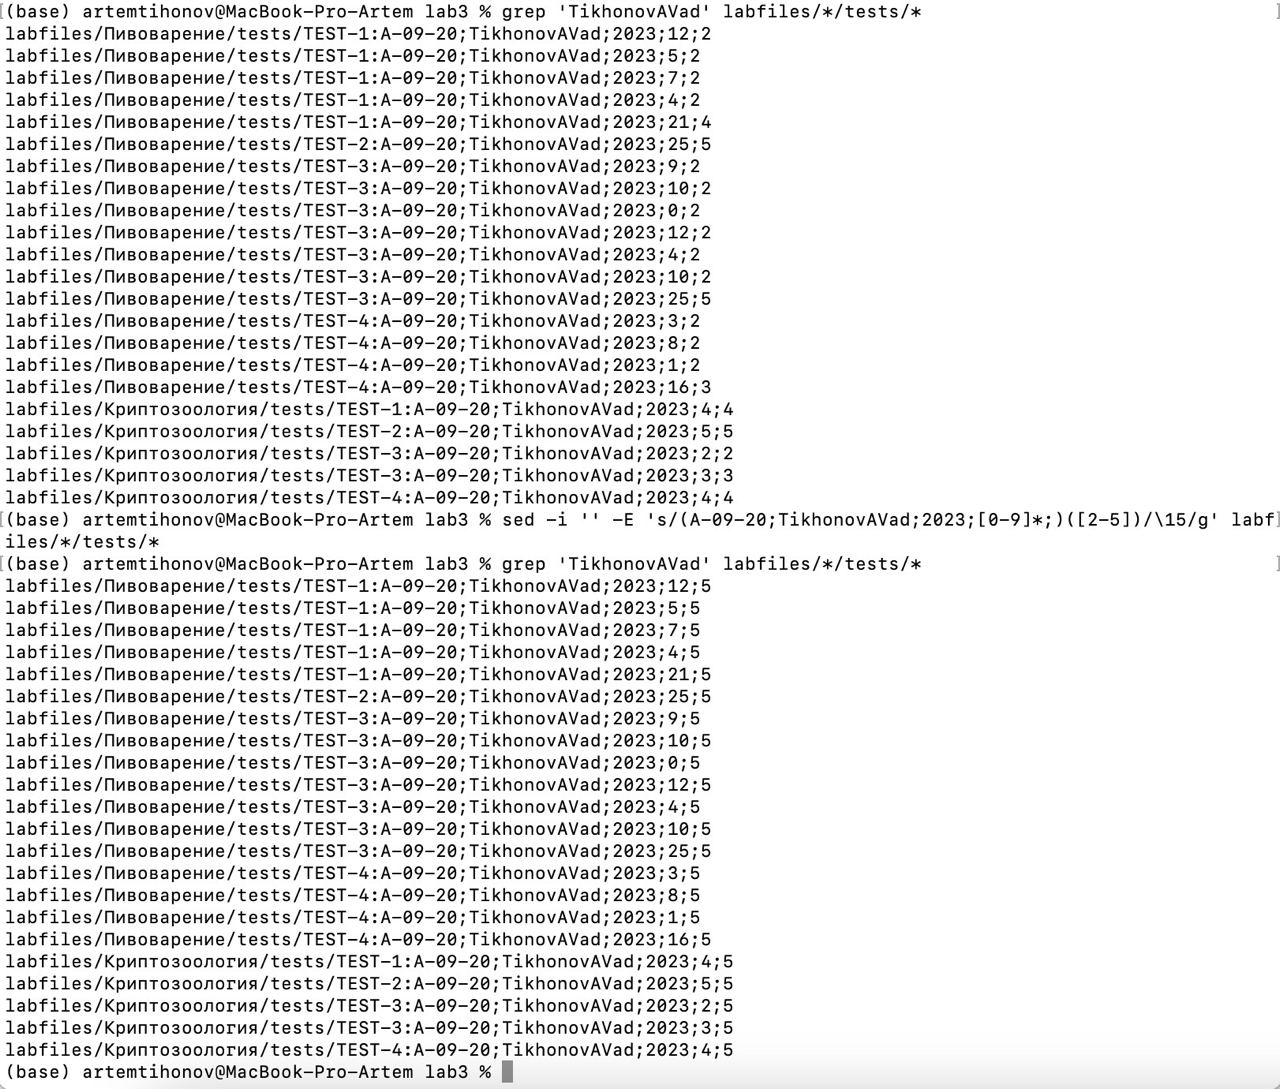 (base) artemtihonov@MacBook-Pro-Artem lab3 % grep 'TikhonovAVad' labfiles/*/tests/*
labfiles/Пивоварение/tests/TEST-1:A-09-20;TikhonovAVad;2023;12;2
labfiles/Пивоварение/tests/TEST-1:A-09-20;TikhonovAVad;2023;5;2
labfiles/Пивоварение/tests/TEST-1:A-09-20;TikhonovAVad;2023;7;2
labfiles/Пивоварение/tests/TEST-1:A-09-20;TikhonovAVad;2023;4;2
labfiles/Пивоварение/tests/TEST-1:A-09-20;TikhonovAVad;2023;21;4
labfiles/Пивоварение/tests/TEST-2:A-09-20;TikhonovAVad;2023;25;5
labfiles/Пивоварение/tests/TEST-3:A-09-20;TikhonovAVad;2023;9;2
labfiles/Пивоварение/tests/TEST-3:A-09-20;TikhonovAVad;2023;10;2
labfiles/Пивоварение/tests/TEST-3:A-09-20;TikhonovAVad;2023;0;2
labfiles/Пивоварение/tests/TEST-3:A-09-20;TikhonovAVad;2023;12;2
labfiles/Пивоварение/tests/TEST-3:A-09-20;TikhonovAVad;2023;4;2
labfiles/Пивоварение/tests/TEST-3:A-09-20;TikhonovAVad;2023;10;2
labfiles/Пивоварение/tests/TEST-3:A-09-20;TikhonovAVad;2023;25;5
labfiles/Пивоварение/tests/TEST-4:A-09-20;TikhonovAVad;2023;3;2
labfiles/Пивоварение/tests/TEST-4:A-09-20;TikhonovAVad;2023;8;2
labfiles/Пивоварение/tests/TEST-4:A-09-20;TikhonovAVad;2023;1;2
labfiles/Пивоварение/tests/TEST-4:A-09-20;TikhonovAVad;2023;16;3
labfiles/Криптозоология/tests/TEST-1:A-09-20;TikhonovAVad;2023;4;4
labfiles/Криптозоология/tests/TEST-2:A-09-20;TikhonovAVad;2023;5;5
labfiles/Криптозоология/tests/TEST-3:A-09-20;TikhonovAVad;2023;2;2
labfiles/Криптозоология/tests/TEST-3:A-09-20;TikhonovAVad;2023;3;3
labfiles/Криптозоология/tests/TEST-4:A-09-20;TikhonovAVad;2023;4;4
(base) artemtihonov@MacBook-Pro-Artem lab3 % sed -i '' -E 's/(A-09-20;TikhonovAVad;2023;[0-9]*;)([2-5])/\15/g' labf
iles/*/tests/*
(base) artemtihonov@MacBook-Pro-Artem lab3 % grep 'TikhonovAVad' labfiles/*/tests/*
labfiles/Пивоварение/tests/TEST-1:A-09-20;TikhonovAVad;2023;12;5
labfiles/Пивоварение/tests/TEST-1:A-09-20;TikhonovAVad;2023;5;5
labfiles/Пивоварение/tests/TEST-1:A-09-20;TikhonovAVad;2023;7;5
labfiles/Пивоварение/tests/TEST-1:A-09-20;TikhonovAVad;2023;4;5
labfiles/Пивоварение/tests/TEST-1:A-09-20;TikhonovAVad;2023;21;5
labfiles/Пивоварение/tests/TEST-2:A-09-20;TikhonovAVad;2023;25;5
labfiles/Пивоварение/tests/TEST-3:A-09-20;TikhonovAVad;2023;9;5
labfiles/Пивоварение/tests/TEST-3:A-09-20;TikhonovAVad;2023;10;5
labfiles/Пивоварение/tests/TEST-3:A-09-20;TikhonovAVad;2023;0;5
labfiles/Пивоварение/tests/TEST-3:A-09-20;TikhonovAVad;2023;12;5
labfiles/Пивоварение/tests/TEST-3:A-09-20;TikhonovAVad;2023;4;5
labfiles/Пивоварение/tests/TEST-3:A-09-20;TikhonovAVad;2023;10;5
labfiles/Пивоварение/tests/TEST-3:A-09-20;TikhonovAVad;2023;25;5
labfiles/Пивоварение/tests/TEST-4:A-09-20;TikhonovAVad;2023;3;5
labfiles/Пивоварение/tests/TEST-4:A-09-20;TikhonovAVad;2023;8;5
labfiles/Пивоварение/tests/TEST-4:A-09-20;TikhonovAVad;2023;1;5
labfiles/Пивоварение/tests/TEST-4:A-09-20;TikhonovAVad;2023;16;5
labfiles/Криптозоология/tests/TEST-1:A-09-20;TikhonovAVad;2023;4;5
labfiles/Криптозоология/tests/TEST-2:A-09-20;TikhonovAVad;2023;5;5
labfiles/Криптозоология/tests/TEST-3:A-09-20;TikhonovAVad;2023;2;5
labfiles/Криптозоология/tests/TEST-3:A-09-20;TikhonovAVad;2023;3;5
labfiles/Криптозоология/tests/TEST-4:A-09-20;TikhonovAVad;2023;4;5
(base) artemtihonov@MacBook-Pro-Artem lab3 %